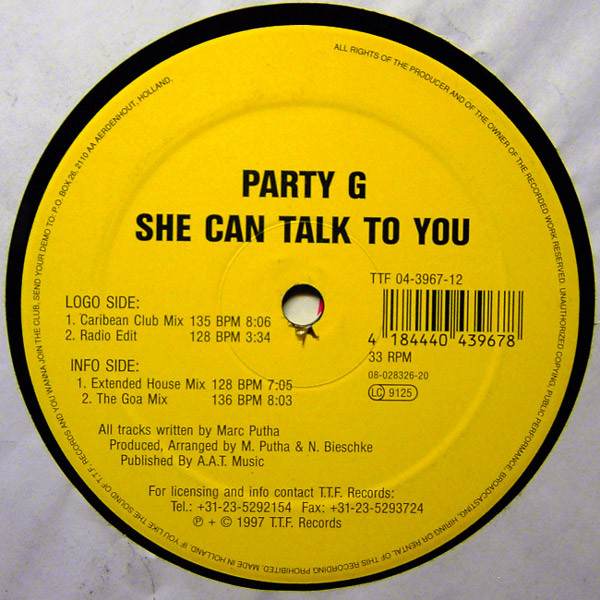 ALL RIGHTS OF THE PRODUCER AND OF THE OWNER OF THE RECORDED WORK RESERVED. UNAUTHORIZED COPYING, PUBLIC PERFORMANCE, BROADCASTING, HIRING OR RENTAL OF THIS RECORDING PROHIBITED. MADE IN HOLLAND. IF YOU LIKE THE SOUND OF T.T.F. RECORDS AND YOU WANNA JOIN THE CLUB, SEND YOUR DEMO TO: P.O. BOX 26, 2110 AA AERDENHOUT, HOLLAND.
PARTY G
SHE CAN TALK TO YOU
TTF 04-3967-12
4 184440 439678
33 RPM
08-028326-20
LC 9125
LOGO SIDE:
1. Caribean Club Mix 135 BPM 8:06
2. Radio Edit 128 BPM 3:34
INFO SIDE:
1. Extended House Mix 128 BPM 7:05
2. The Goa Mix 136 BPM 8:03
All tracks written by Marc Putha
Produced, Arranged by M. Putha & N. Bieschke
Published By A.A.T. Music
For licensing and info contact T.T.F. Records:
Tel.: +31-23-5292154 Fax: +31-23-5293724
℗ + © 1997 T.T.F. Records